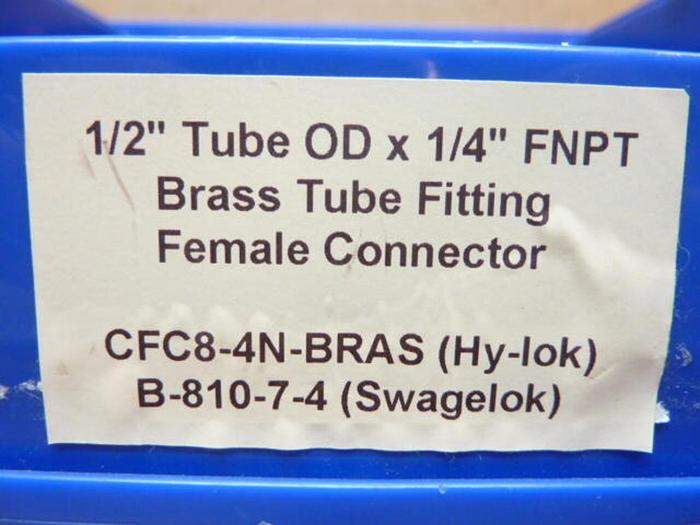 1/2" Tube OD x 1/4" FNPT
Brass Tube Fitting
Female Connector
CFC8-4N-BRAS (Hy-lok)
B-810-7-4 (Swagelok)